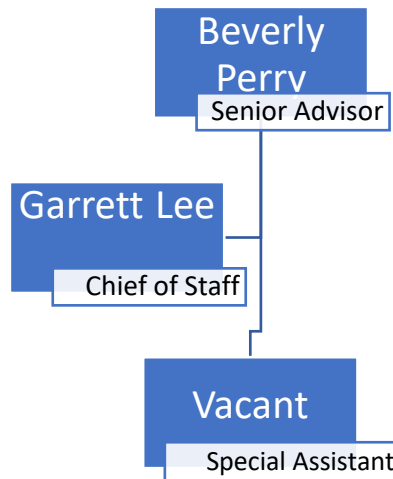 Beverly
Perry
Senior Advisor
Garrett Lee
Chief of Staff
Vacant
Special Assistant